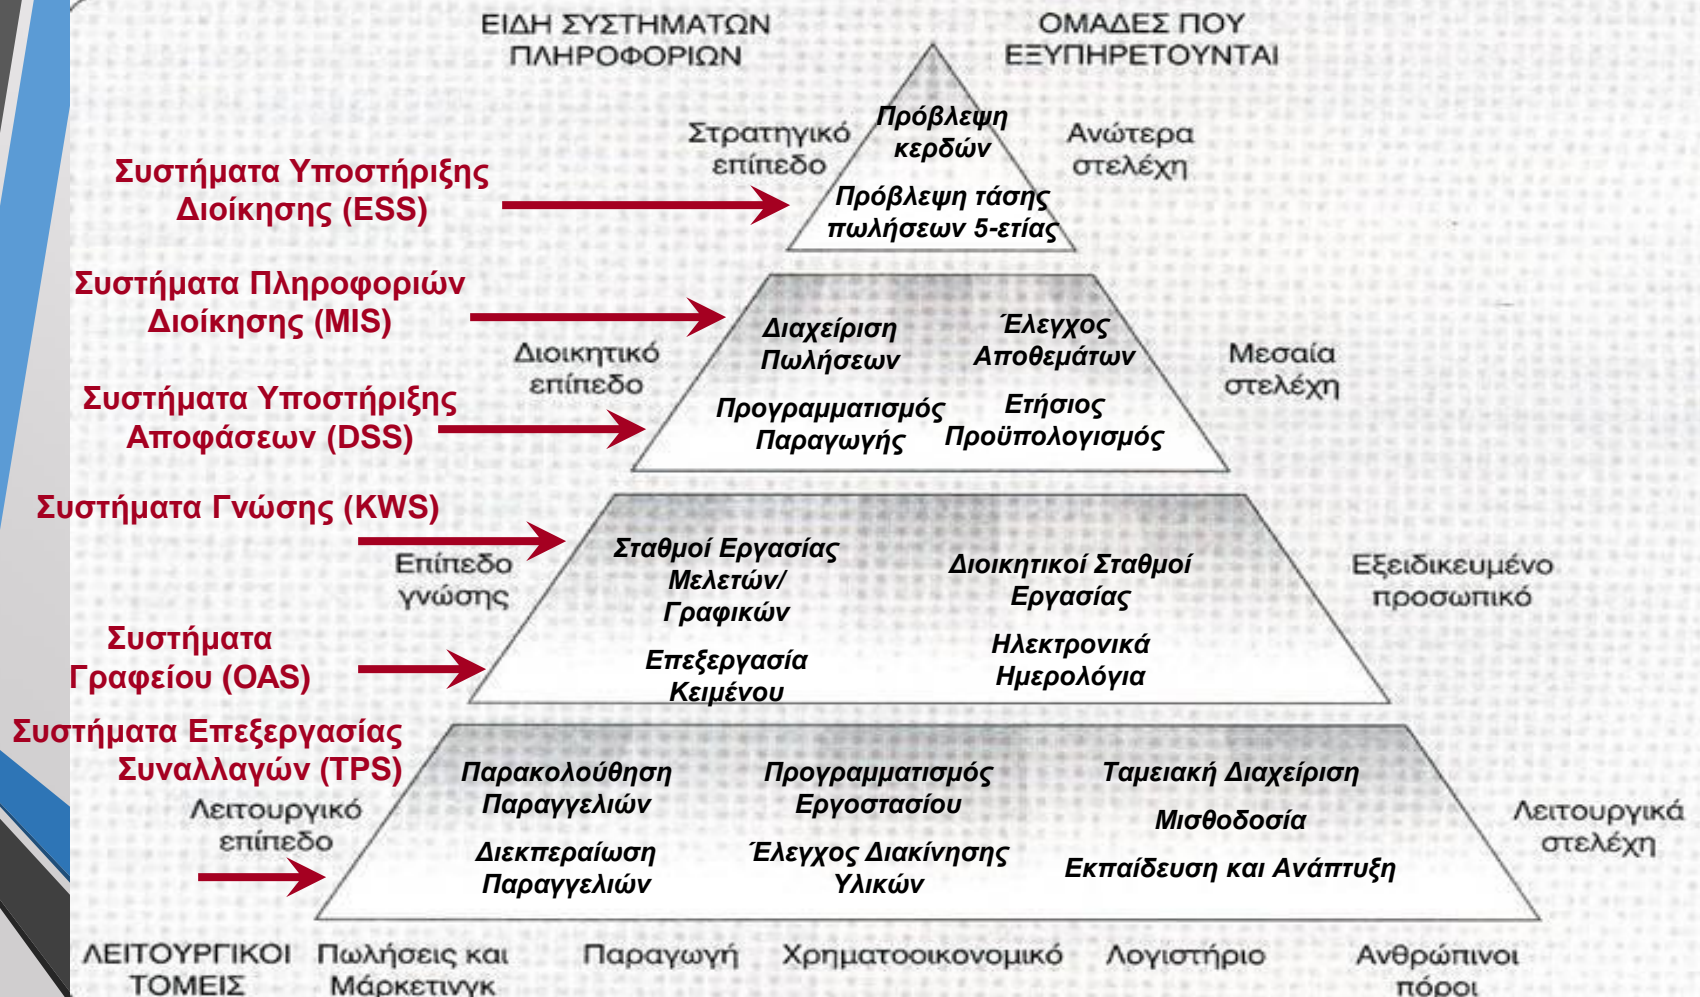 ΕΙΔΗ ΣΥΣΤΗΜΑΤΩΝ
ΠΛΗΡΟΦΟΡΙΩΝ
ΟΜΑΔΕΣ ΠΟΥ
ΕΞΥΠΗΡΕΤΟΥΝΤΑΙ
Συστήματα Υποστήριξης
Διοίκησης (ESS)
Στρατηγικό
επίπεδο
Πρόβλεψη
κερδών
Πρόβλεψη τάσης
πωλήσεων 5-ετίας
Ανώτερα
στελέχη
Συστήματα Πληροφοριών
Διοίκησης (MIS)
Διοικητικό
επίπεδο
Συστήματα Υποστήριξης
Αποφάσεων (DSS)
Διαχείριση
Πωλήσεων
Έλεγχος
Αποθεμάτων
Προγραμματισμός
Παραγωγής
Ετήσιος
Προϋπολογισμός
Μεσαία
στελέχη
Συστήματα Γνώσης (KWS)
Επίπεδο
γνώσης
Συστήματα
Γραφείου (OAS)
Σταθμοί Εργασίας
Μελετών/
Γραφικών
Διοικητικοί Σταθμοί
Εργασίας
Επεξεργασία
Κειμένου
Ηλεκτρονικά
Ημερολόγια
Εξειδικευμένο
προσωπικό
Συστήματα Επεξεργασίας
Συναλλαγών (TPS)
Λειτουργικό
επίπεδο
Παρακολούθηση
Παραγγελιών
Προγραμματισμός
Εργοστασίου
Ταμειακή Διαχείριση
Μισθοδοσία
Διεκπεραίωση
Παραγγελιών
Έλεγχος Διακίνησης
Υλικών
Εκπαίδευση και Ανάπτυξη
Λειτουργικά
στελέχη
ΛΕΙΤΟΥΡΓΙΚΟΙ
ΤΟΜΕΙΣ
Πωλήσεις και
Μάρκετινγκ
Παραγωγή
Χρηματοοικονομικό
Λογιστήριο
Ανθρώπινοι
πόροι